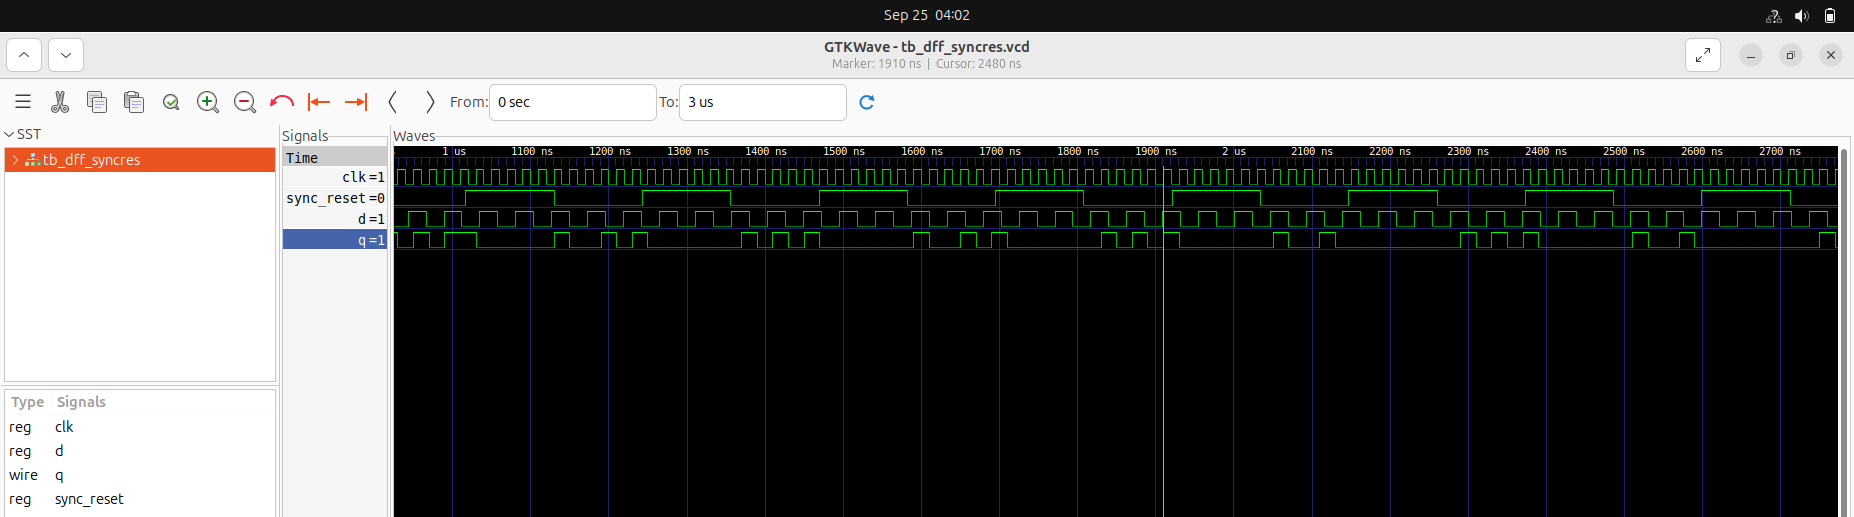 Sep 25 04:02
GTKWave - tb_dff_syncres.vcd
Marker: 1910 ns | Cursor: 2480 ns
From: 0 sec To: 3 us
SST
tb_dff_syncres
Signals
Time
clk=1
sync_reset=0
d=1
q=1
Waves
1 us 1100 ns 1200 ns 1300 ns 1400 ns 1500 ns 1600 ns 1700 ns 1800 ns 1900 ns 2 us 2100 ns 2200 ns 2300 ns 2400 ns 2500 ns 2600 ns 2700 ns
Type Signals
reg clk
reg d
wire q
reg sync_reset